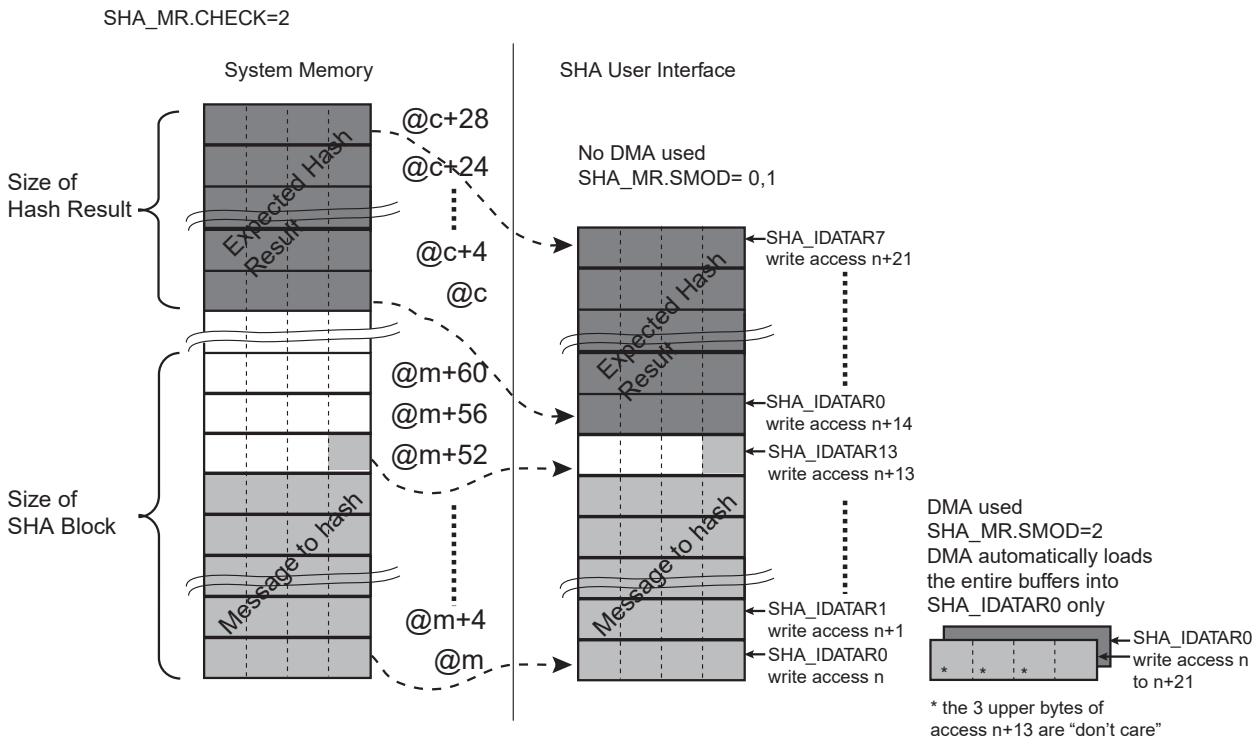 SHA_MR.CHECK=2
System Memory
SHA User Interface
Size of
Hash Result
Expected Hash
Result
@c+28
@c+24
@c+4
@c
Size of
SHA Block
Message to hash
@m+60
@m+56
@m+52
@m+4
@m
No DMA used
SHA_MR.SMOD= 0,1
Expected Hash
Result
Message to hash
SHA_IDATAR7
write access n+21
SHA_IDATAR0
write access n+14
SHA_IDATAR13
write access n+13
SHA_IDATAR1
write access n+1
SHA_IDATAR0
write access n
DMA used
SHA_MR.SMOD=2
DMA automatically loads
the entire buffers into
SHA_IDATAR0 only
* * *
SHA_IDATAR0
write access n
to n+21
* the 3 upper bytes of
access n+13 are “don’t care”